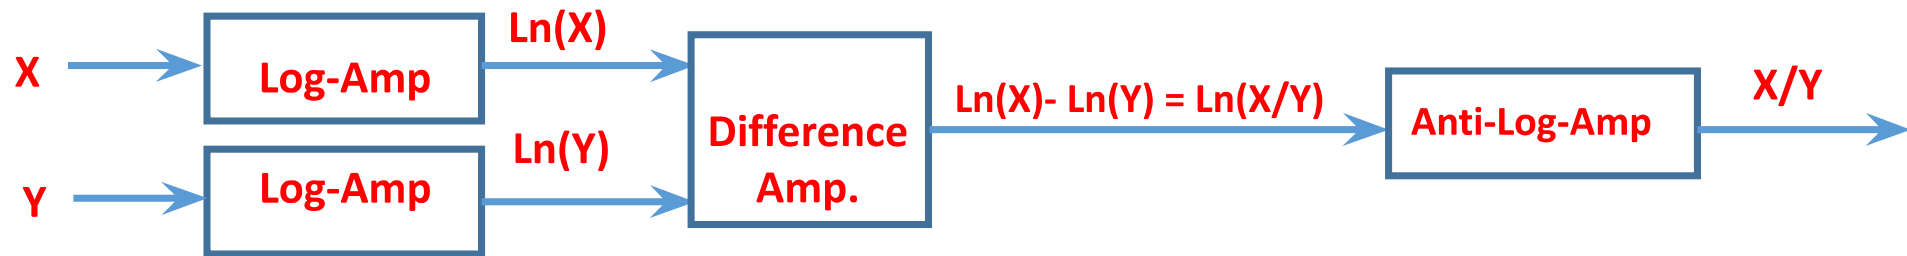 X
Log-Amp
Ln(X)
Y
Log-Amp
Ln(Y)
Difference
Amp.
Ln(X)- Ln(Y) = Ln(X/Y)
Anti-Log-Amp
X/Y